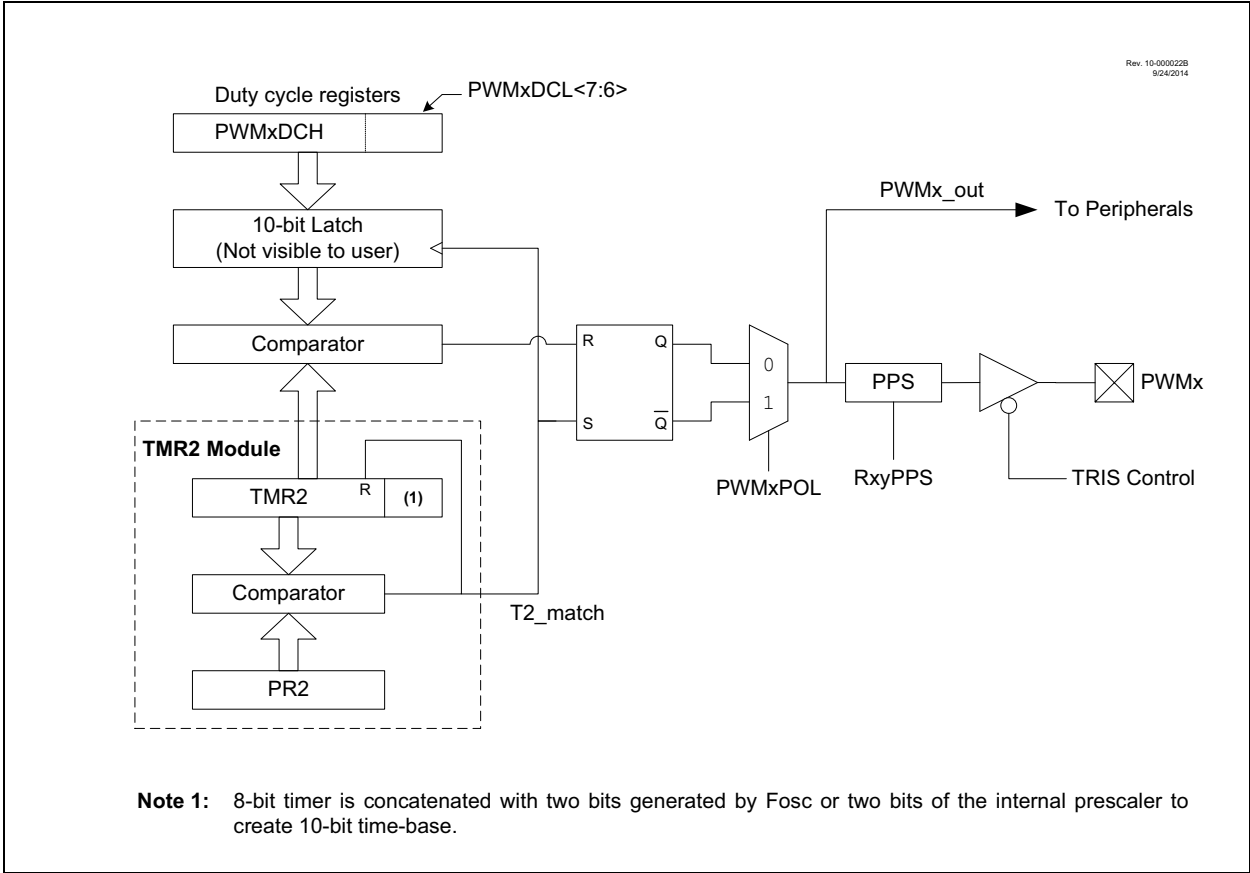 Rev. 10-000022B
9/24/2014
Duty cycle registers
PWMxDCL<7:6>
PWMxDCH
10-bit Latch
(Not visible to user)
Comparator
R
Q
S
Q
0
1
PWMxPOL
PWMx_out
To Peripherals
PPS
RxyPPS
PWMx
TRIS Control
TMR2 Module
TMR2
R
(1)
Comparator
T2_match
PR2
Note 1: 8-bit timer is concatenated with two bits generated by Fosc or two bits of the internal prescaler to
create 10-bit time-base.